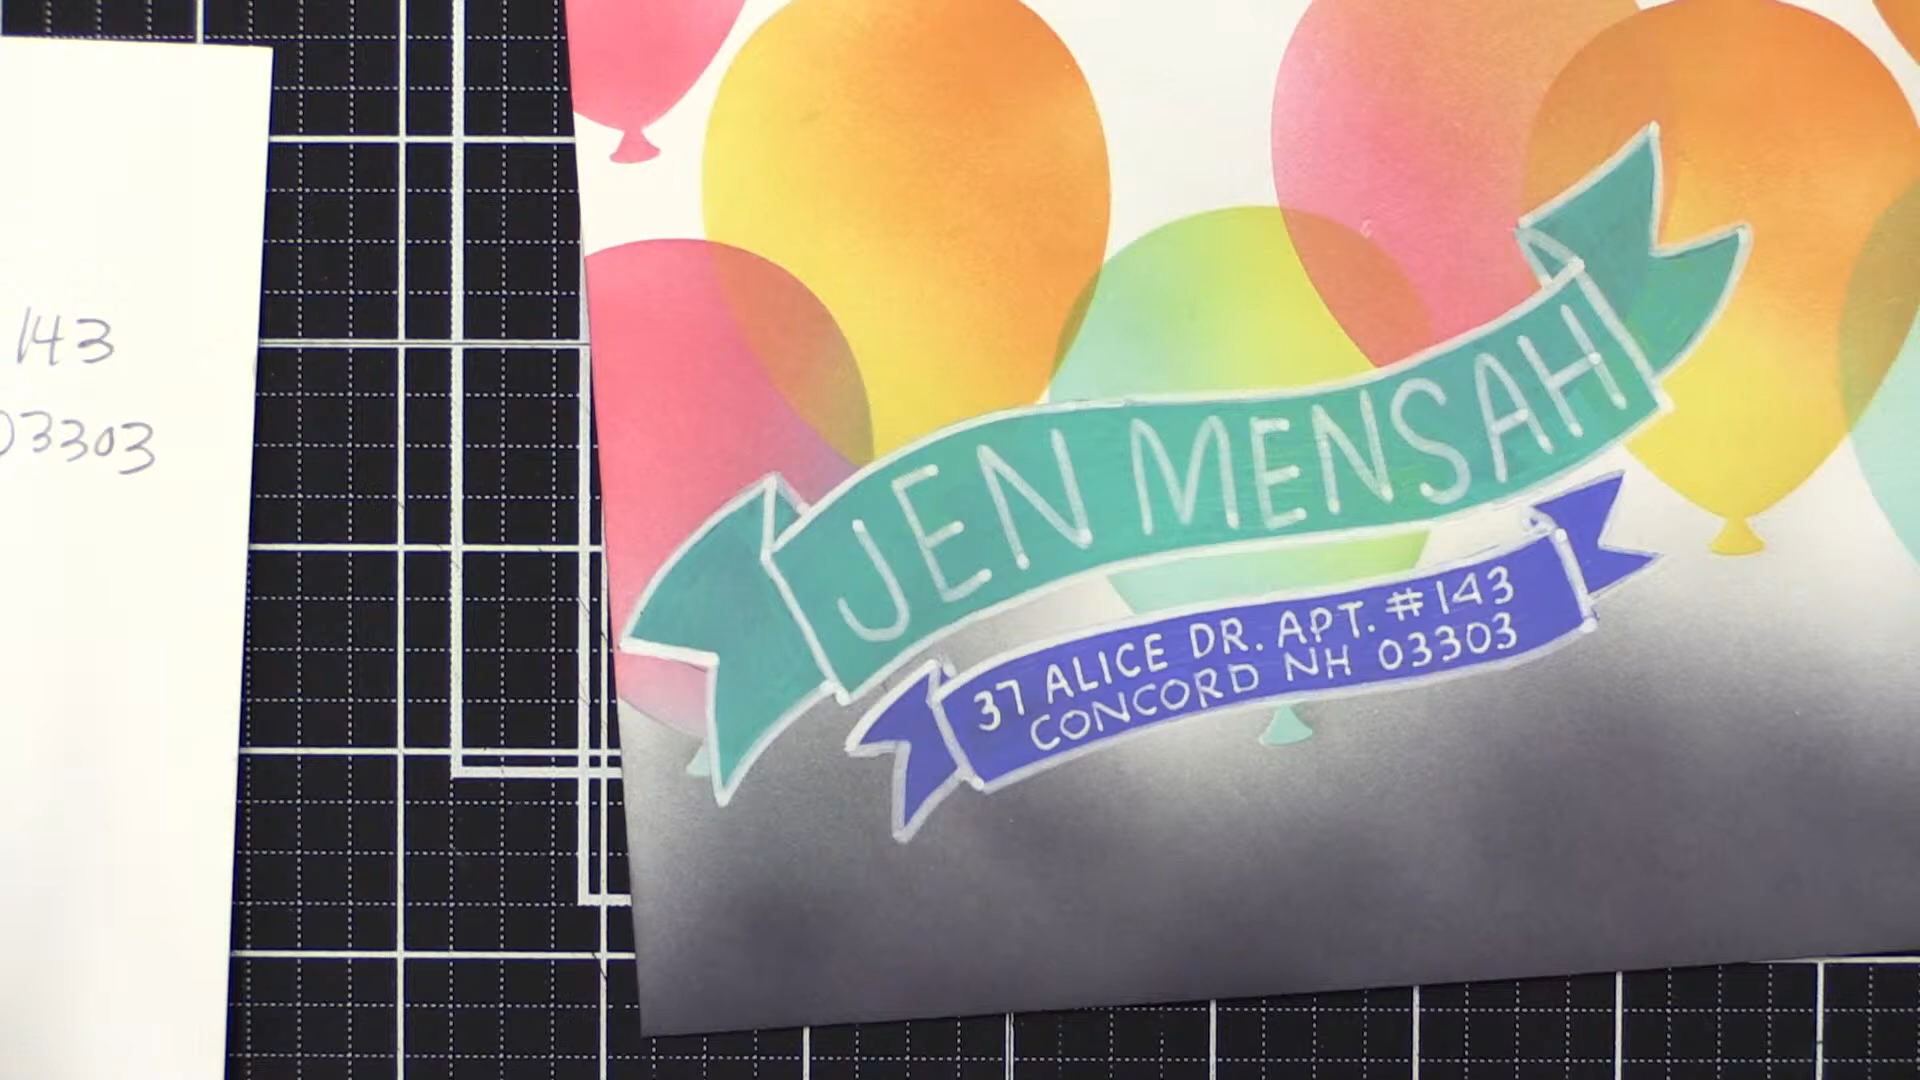 143
03303
JEN MENSAH
37 ALICE DR. APT. #143
CONCORD NH 03303